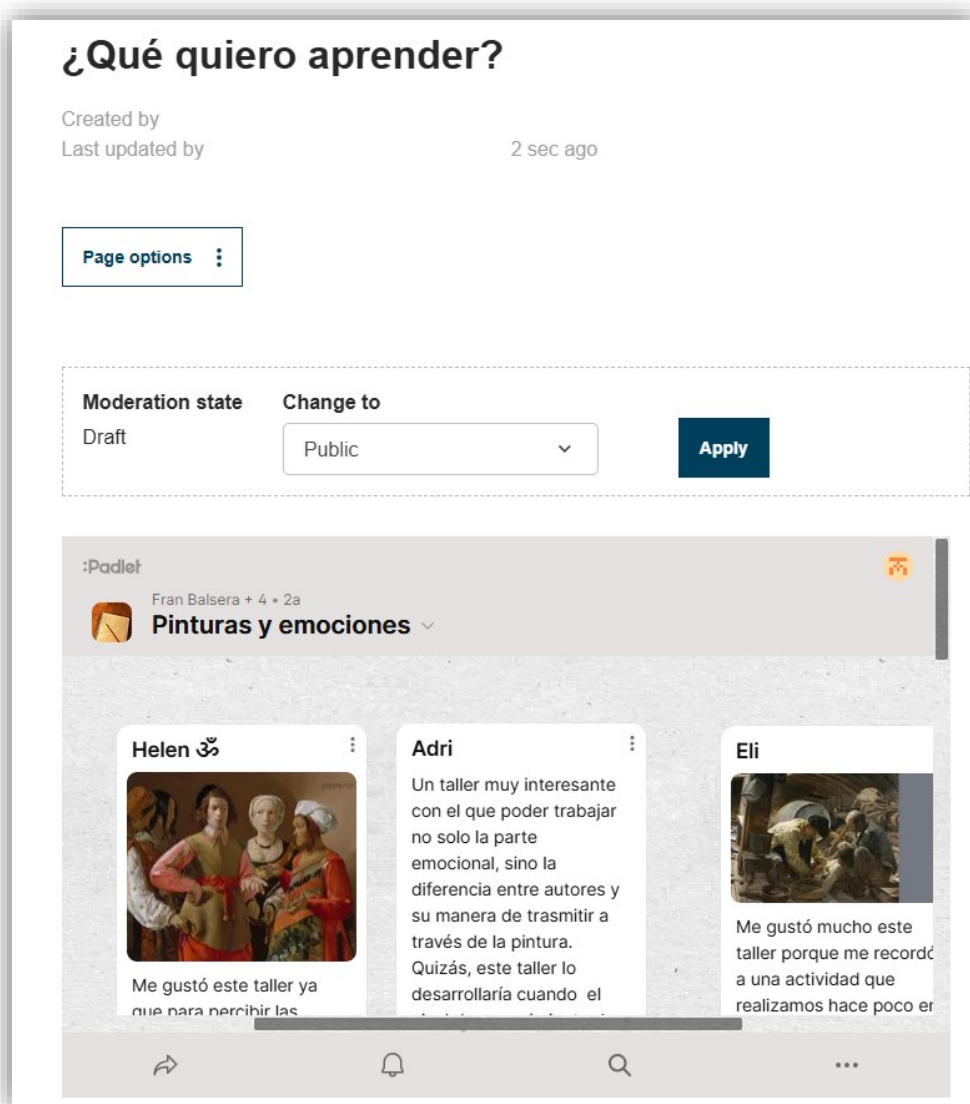 ¿Qué quiero aprender?
Created by
Last updated by 2 sec ago
Page options
Moderation state
Change to
Draft
Public
Apply
:Padlet
Fran Balsera + 4 • 2a
Pinturas y emociones
Helen ॐ
Me gustó este taller ya
que para percibir las
Adri
Un taller muy interesante
con el que poder trabajar
no solo la parte
emocional, sino la
diferencia entre autores y
su manera de trasmitir a
través de la pintura.
Quizás, este taller lo
desarrollaría cuando el
Eli
Me gustó mucho este
taller porque me recordó
a una actividad que
realizamos hace poco en